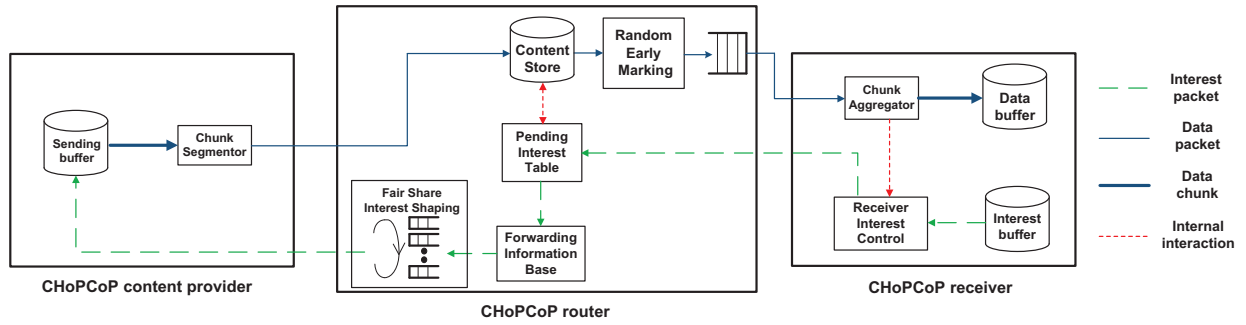 Sending
buffer
Chunk
Segmentor
CHoPCoP content provider
Content
Store
Random
Early
Marking
Pending
Interest
Table
Fair Share
Interest Shaping
Forwarding
Information
Base
CHoPCoP router
Chunk
Aggregator
Data
buffer
Receiver
Interest
Control
Interest
buffer
CHoPCoP receiver
Interest
packet
Data
packet
Data
chunk
Internal
interaction